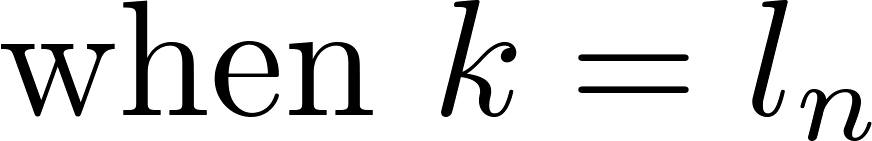 when $k = l_n$